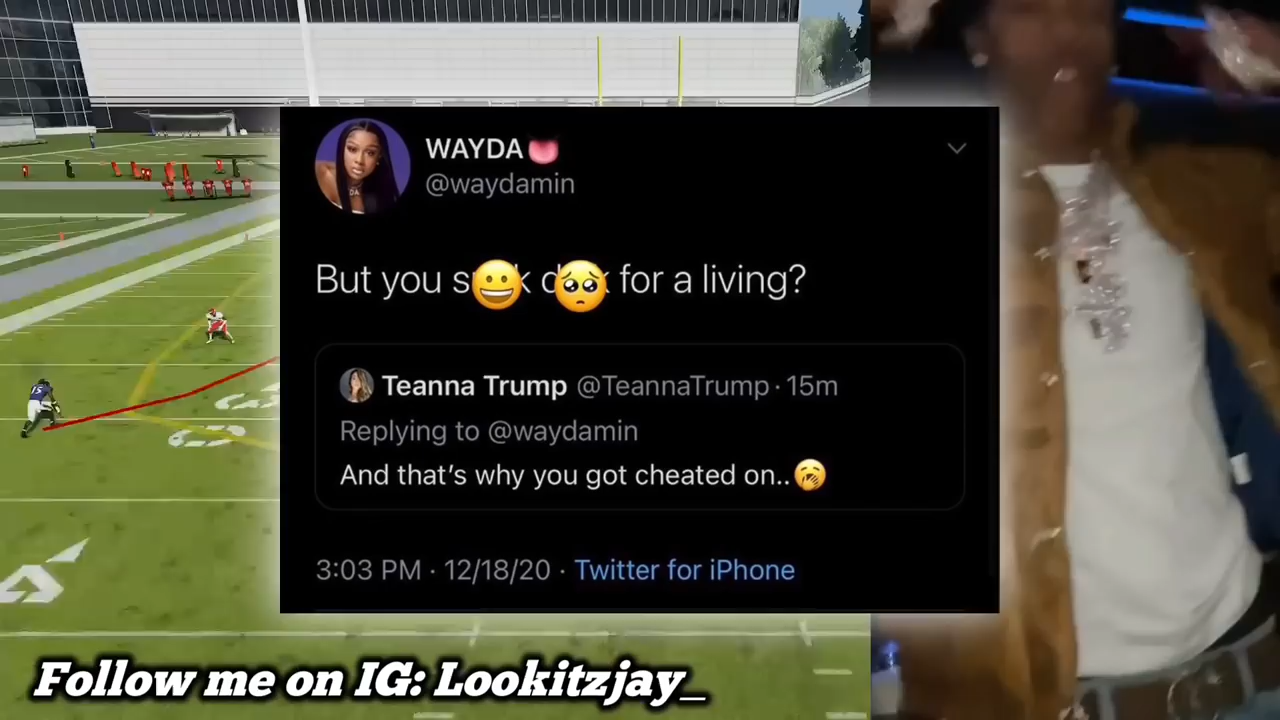 WAYDA👅
@waydamin
But you s😀k d🥺k for a living?
Teanna Trump @TeannaTrump · 15m
Replying to @waydamin
And that's why you got cheated on..🥱
3:03 PM · 12/18/20 · Twitter for iPhone
Follow me on IG: Lookitzjay_